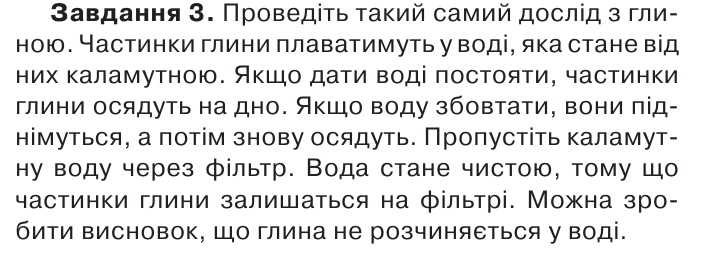 Завдання 3. Проведіть такий самий дослід з гли-
ною. Частинки глини плаватимуть у воді, яка стане від
них каламутною. Якщо дати воді постояти, частинки
глини осядуть на дно. Якщо воду збовтати, вони під-
німуться, а потім знову осядуть. Пропустіть каламут-
ну воду через фільтр. Вода стане чистою, тому що
частинки глини залишаться на фільтрі. Можна зро-
бити висновок, що глина не розчиняється у воді.